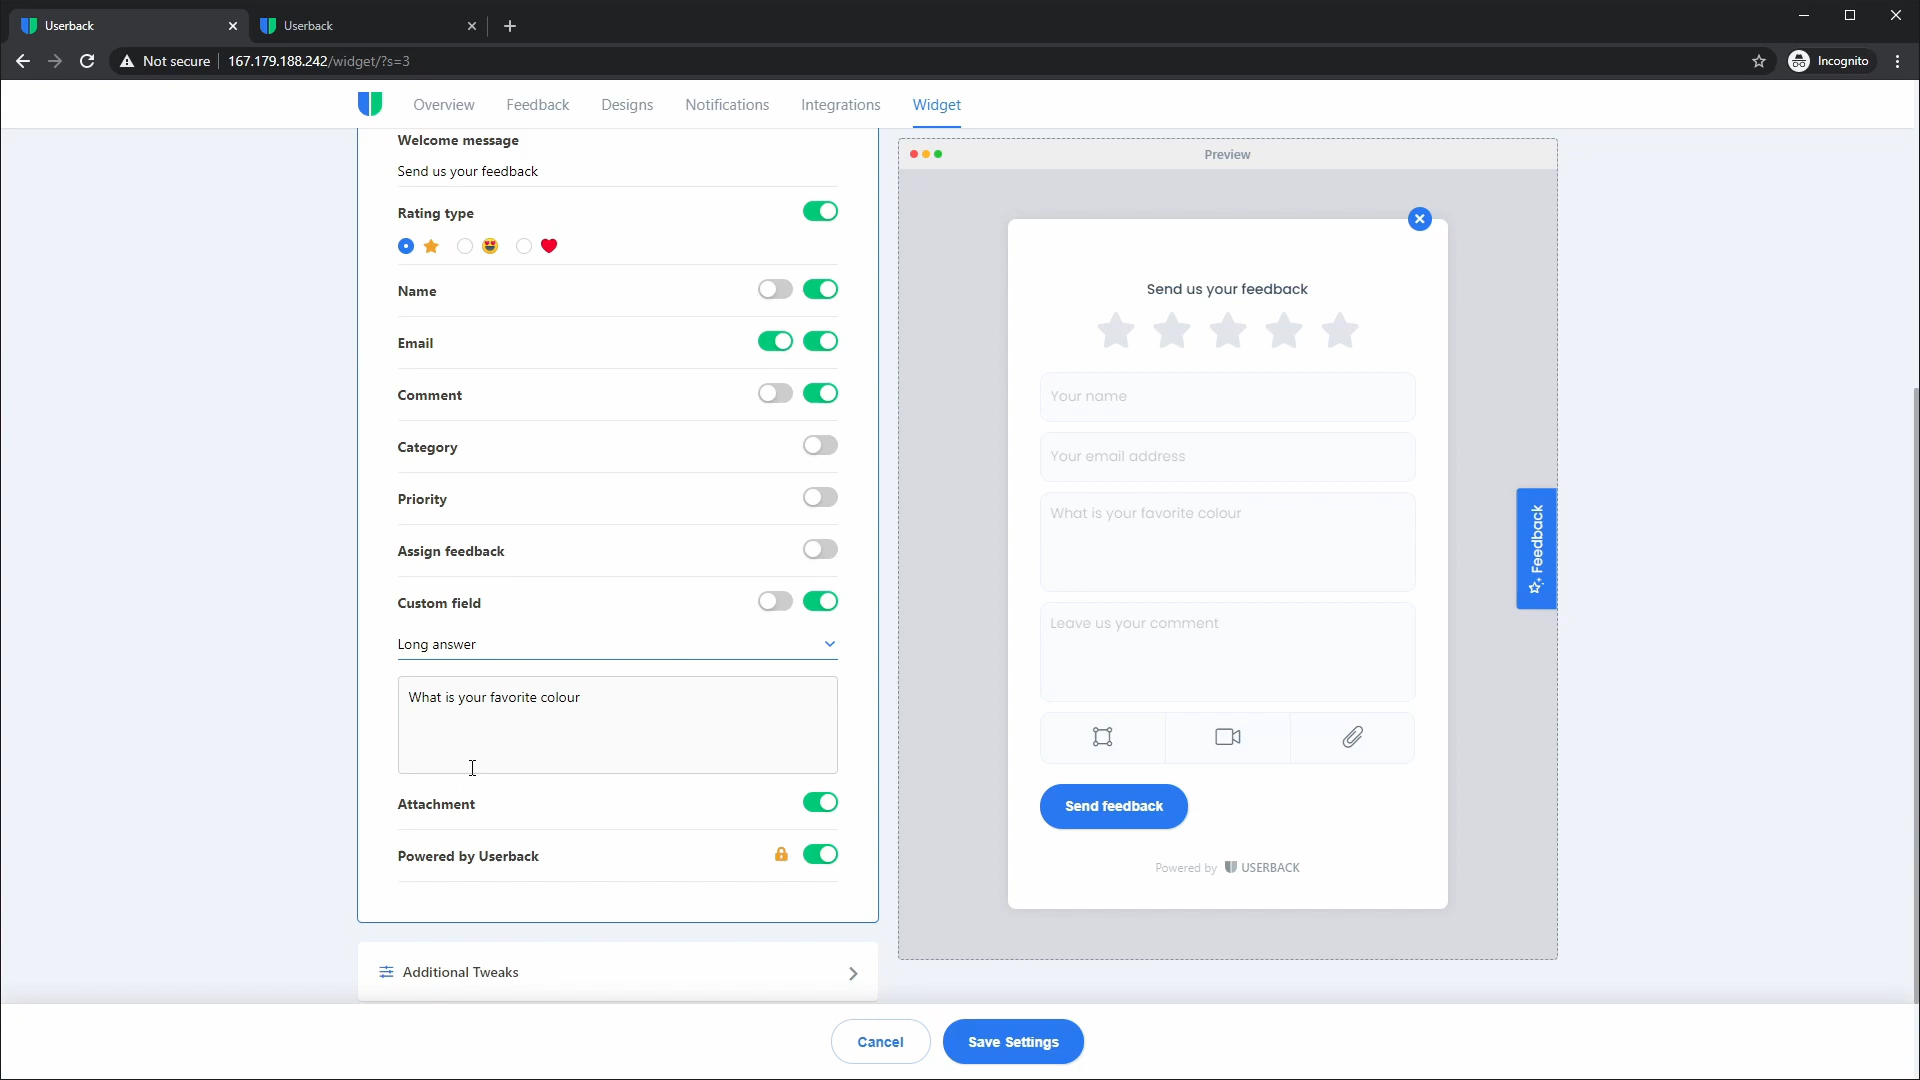 Userback
Userback
Not secure
167.179.188.242/widget/?s=3
Incognito
Overview
Feedback
Designs
Notifications
Integrations
Widget
Welcome message
Send us your feedback
Rating type
Name
Email
Comment
Category
Priority
Assign feedback
Custom field
Long answer
What is your favorite colour
Attachment
Powered by Userback
Additional Tweaks
Preview
Send us your feedback
Your name
Your email address
What is your favorite colour
Leave us your comment
Send feedback
Powered by USERBACK
Feedback
Cancel
Save Settings